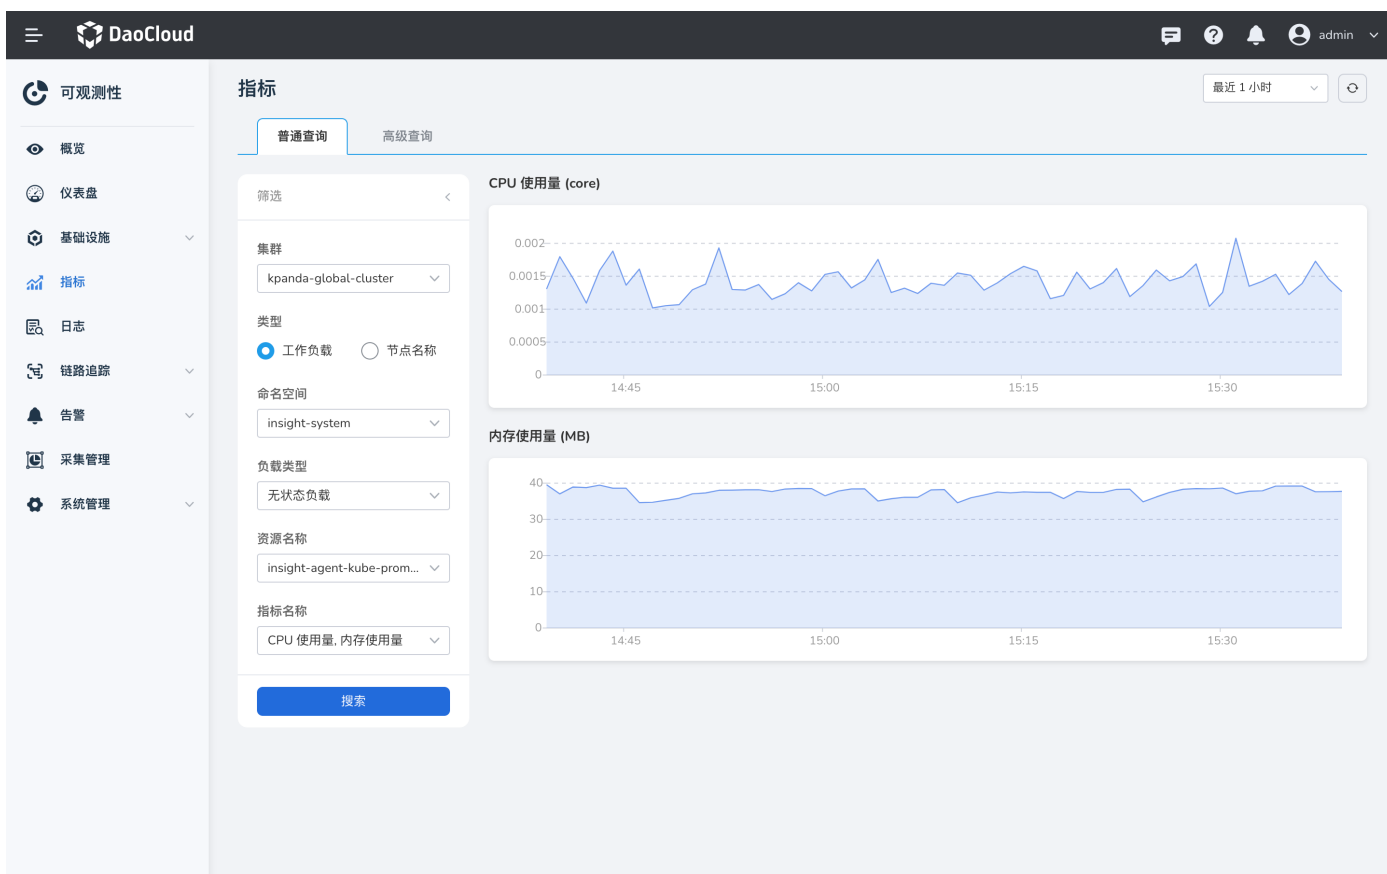 DaoCloud
admin
可观测性
概览
仪表盘
基础设施
指标
日志
链路追踪
告警
采集管理
系统管理
指标
最近 1 小时
普通查询
高级查询
筛选
集群
kpanda-global-cluster
类型
工作负载
节点名称
命名空间
insight-system
负载类型
无状态负载
资源名称
insight-agent-kube-prom...
指标名称
CPU 使用量, 内存使用量
搜索
CPU 使用量 (core)
0.002
0.0015
0.001
0.0005
0
14:45
15:00
15:15
15:30
内存使用量 (MB)
40
30
20
10
0
14:45
15:00
15:15
15:30